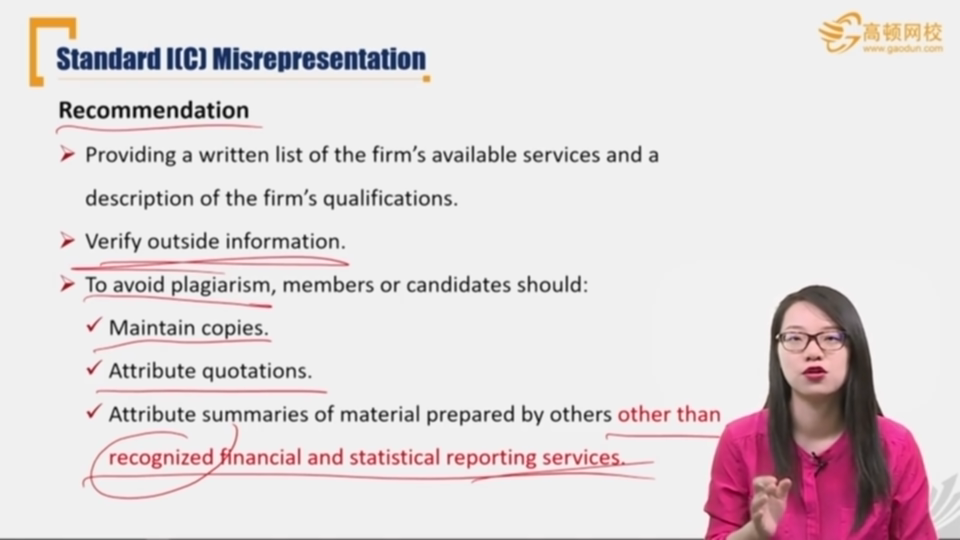 高顿网校
www.gaodun.com
Standard I(C) Misrepresentation
Recommendation
Providing a written list of the firm's available services and a
description of the firm's qualifications.
Verify outside information.
To avoid plagiarism, members or candidates should:
Maintain copies.
Attribute quotations.
Attribute summaries of material prepared by others other than
recognized financial and statistical reporting services.